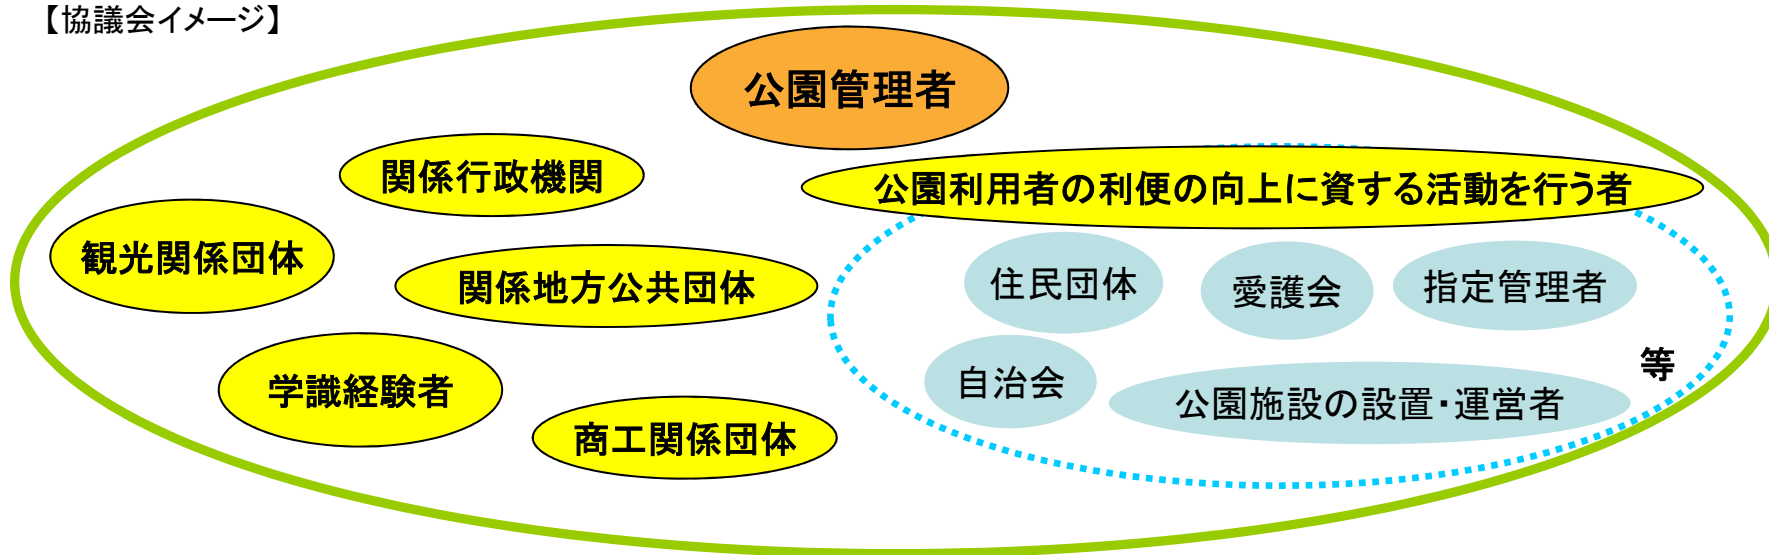 【協議会イメージ】
公園管理者
関係行政機関
公園利用者の利便の向上に資する活動を行う者
観光関係団体
関係地方公共団体
住民団体
愛護会
指定管理者
学識経験者
自治会
公園施設の設置・運営者
等
商工関係団体